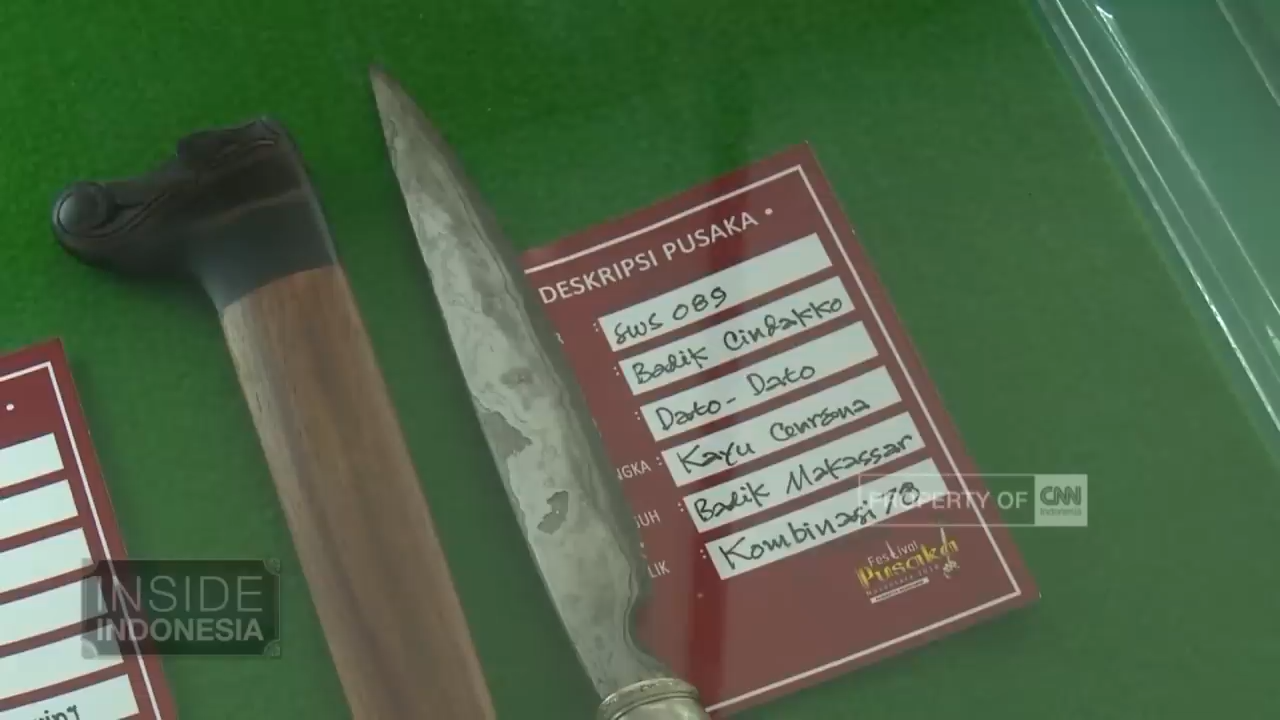 DESKRIPSI PUSAKA
: SWS 089
: Badik Cindakko
: Dato-Dato
NGKA : Kayu Cenrana
UH : Badik Makassar
LIK : Kombinasi 78
Festival
Pusaka
PROPERTY OF CNN
Indonesia
INSIDE
INDONESIA